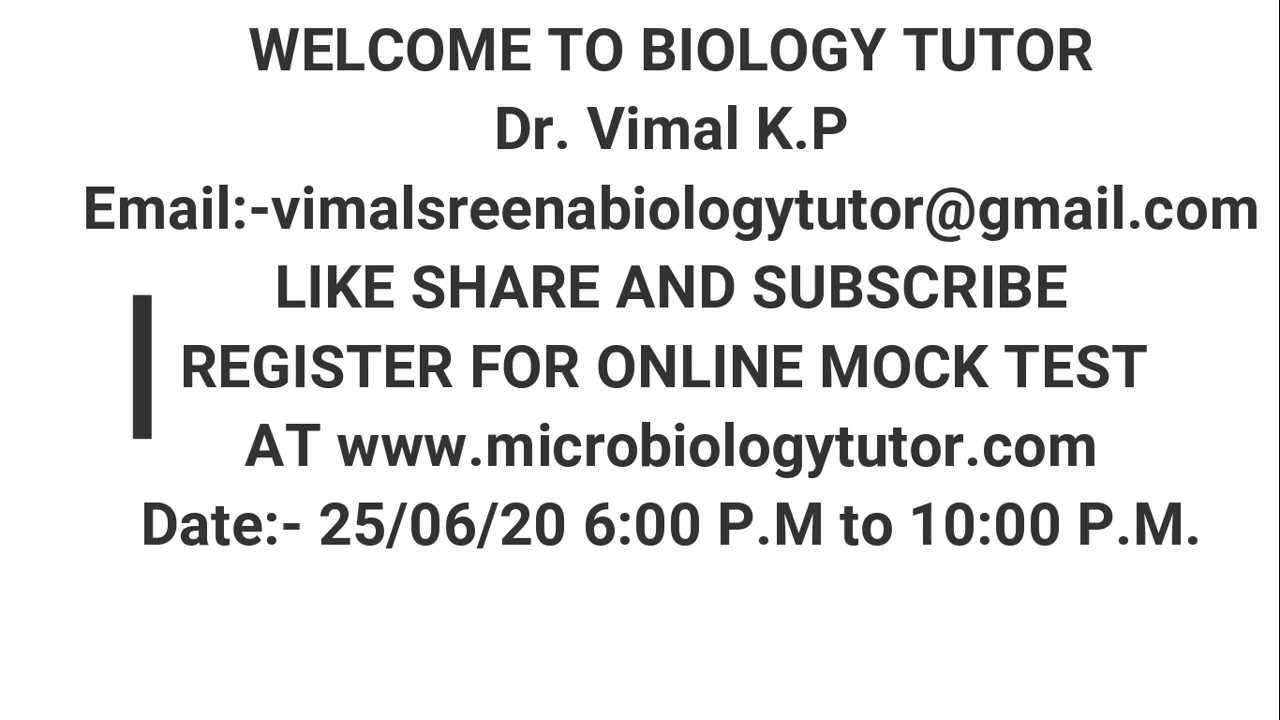 WELCOME TO BIOLOGY TUTOR
Dr. Vimal K.P
Email:-vimalsreenabiologytutor@gmail.com
LIKE SHARE AND SUBSCRIBE
REGISTER FOR ONLINE MOCK TEST
AT www.microbiologytutor.com
Date:- 25/06/20 6:00 P.M to 10:00 P.M.